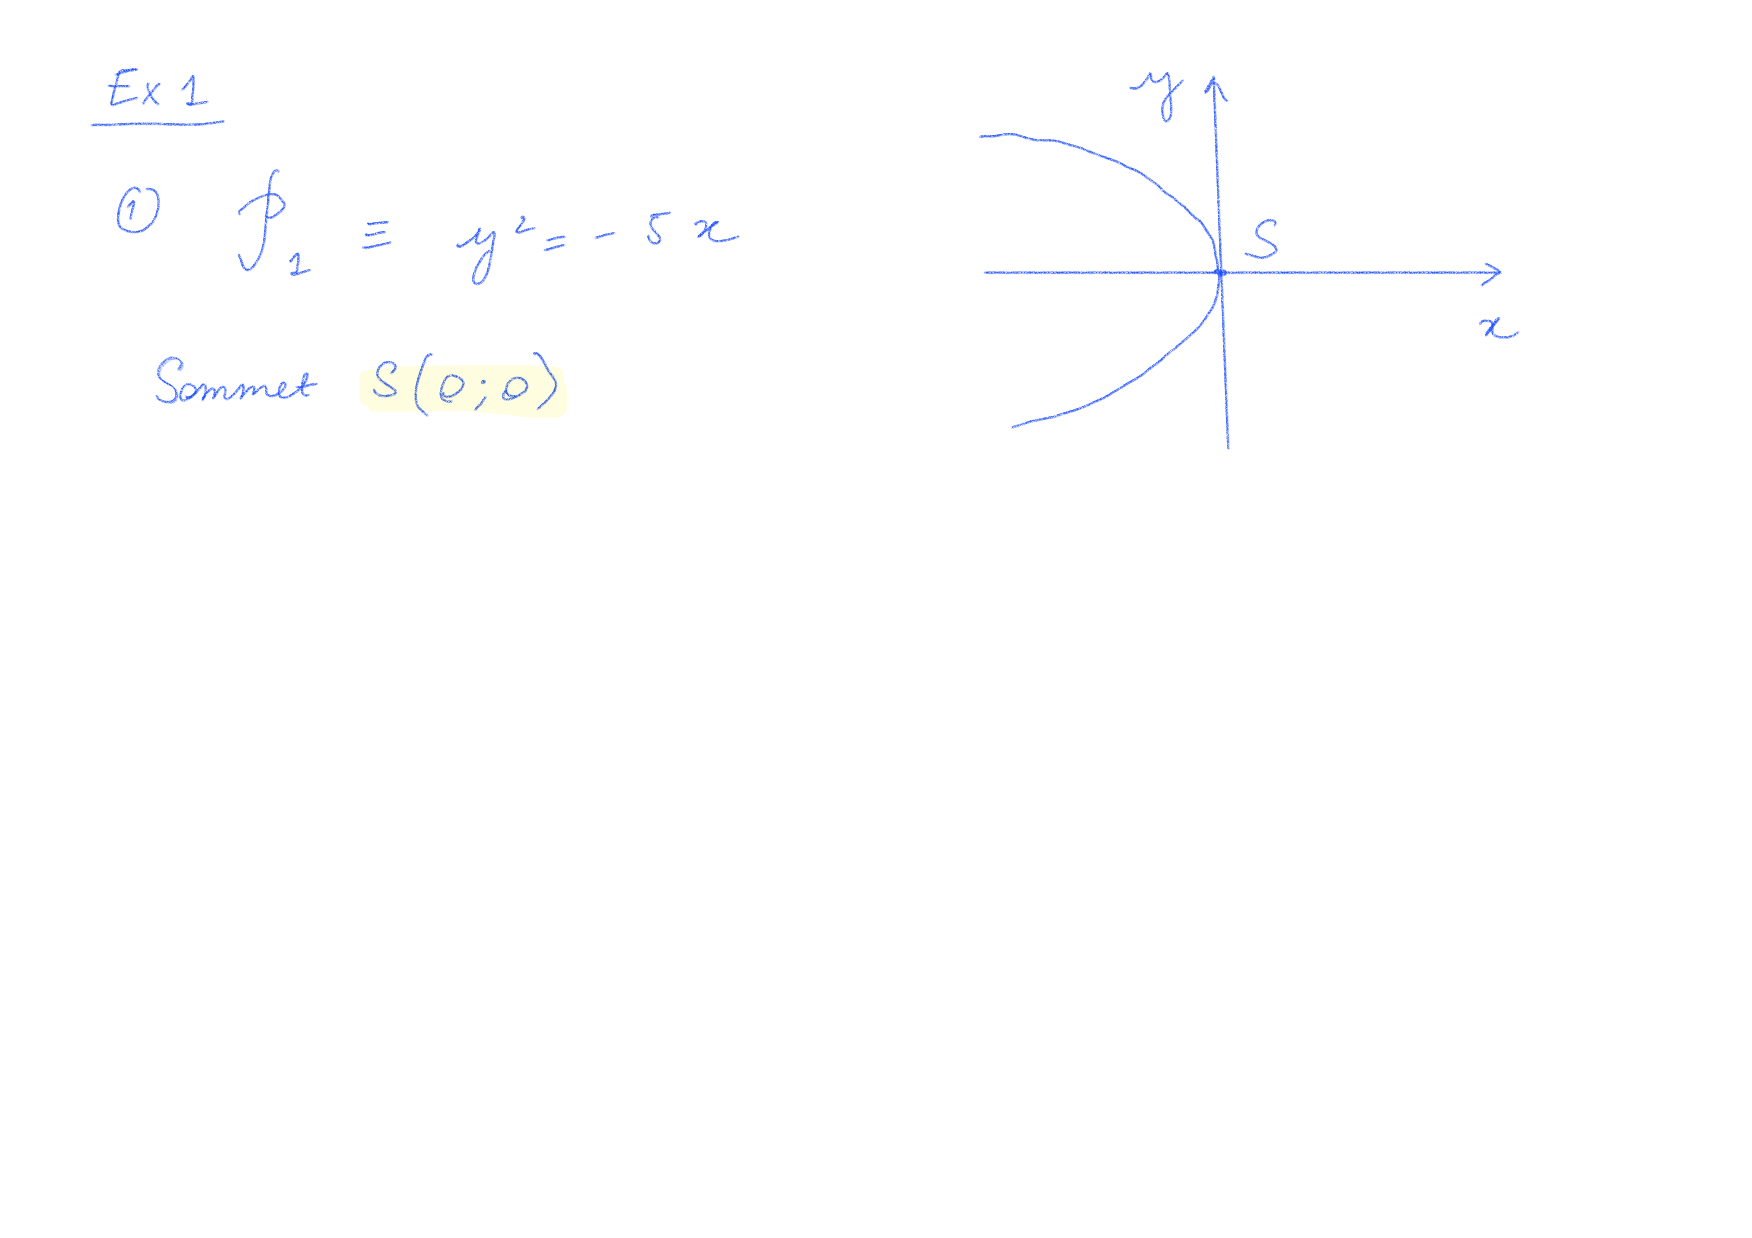 Ex 1
① 𝒫₁ ≡ y² = - 5 x
Sommet S(0;0)
y
S
x